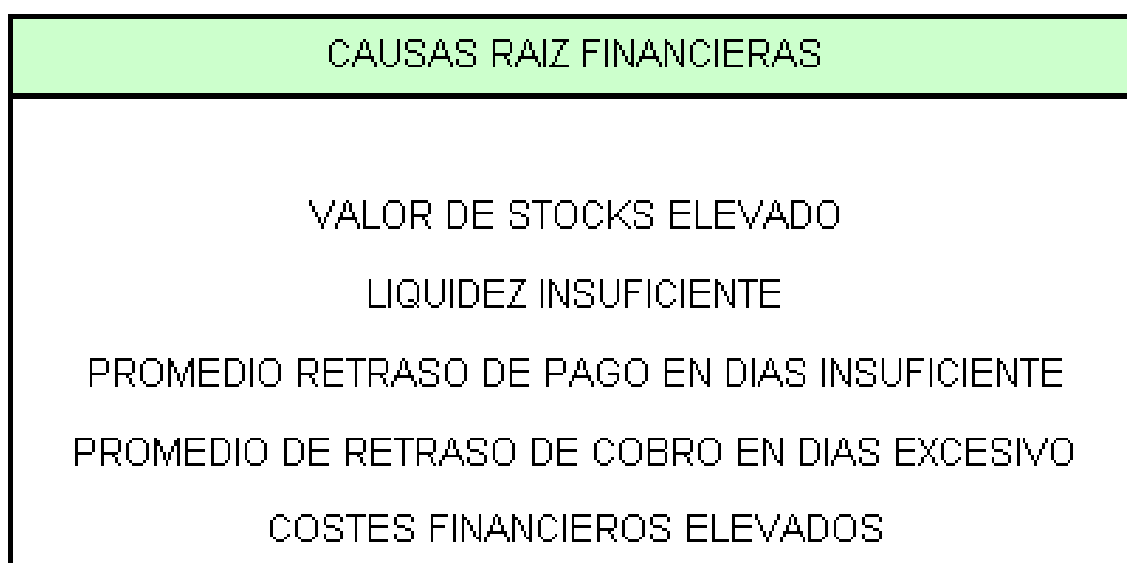 CAUSAS RAIZ FINANCIERAS
VALOR DE STOCKS ELEVADO
LIQUIDEZ INSUFICIENTE
PROMEDIO RETRASO DE PAGO EN DIAS INSUFICIENTE
PROMEDIO DE RETRASO DE COBRO EN DIAS EXCESIVO
COSTES FINANCIEROS ELEVADOS